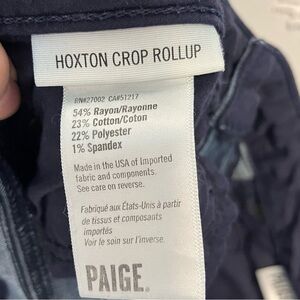 HOXTON CROP ROLLUP
RN#27002 CA#51217
54% Rayon/Rayonne
23% Cotton/Coton
22% Polyester
1% Spandex
Made in the USA of Imported
fabric and components.
See care on reverse.
Fabriqué aux États-Unis à partir
de tissus et composants
importés
Voir le soin sur l'inverse.
PAIGE.